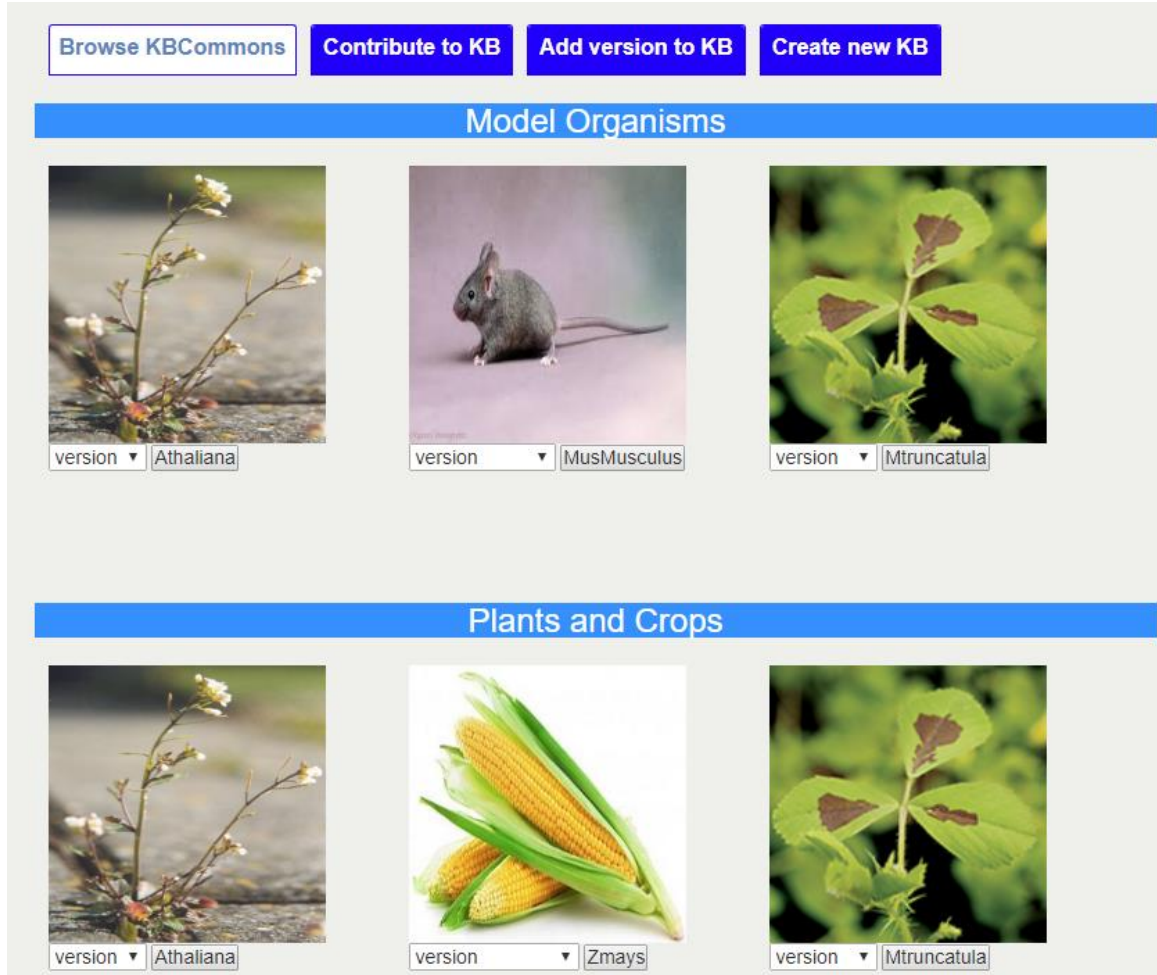 Browse KBCommons Contribute to KB Add version to KB Create new KB
Model Organisms
version Athaliana version MusMusculus version Mtruncatula
Plants and Crops
version Athaliana version Zmays version Mtruncatula